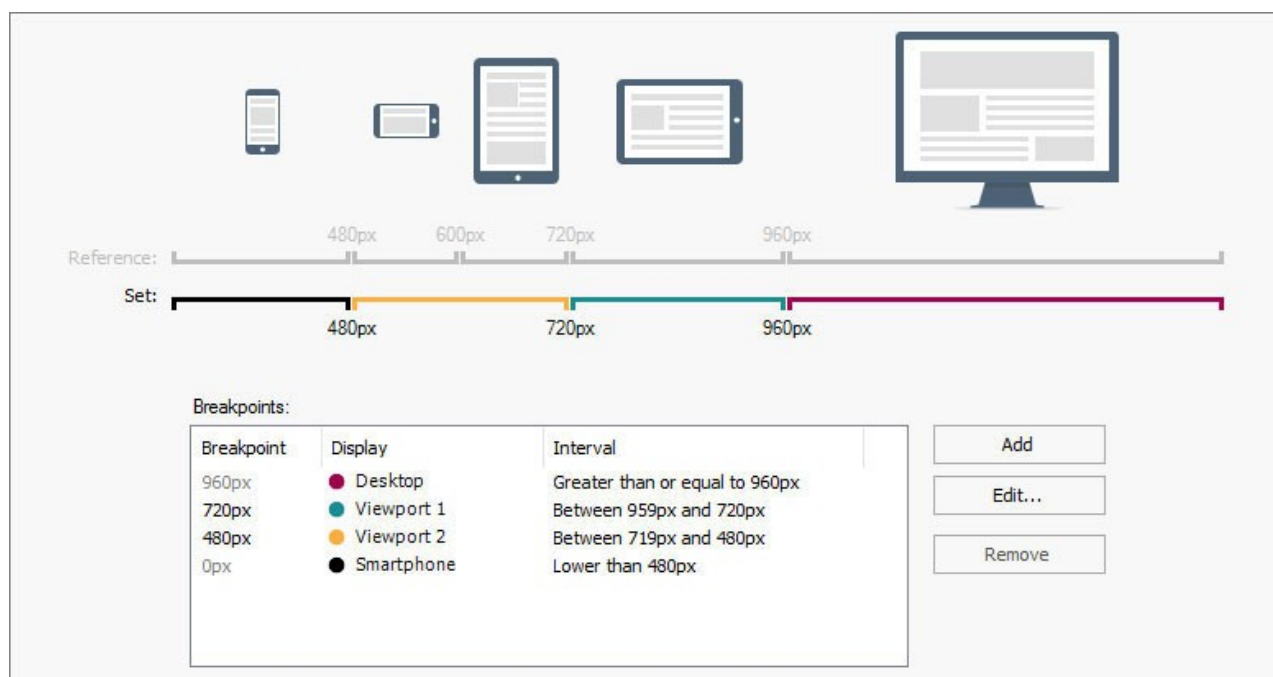 480px 600px 720px 960px
Reference:
Set:
480px 720px 960px
Breakpoints:
Breakpoint Display Interval
960px Desktop Greater than or equal to 960px
720px Viewport 1 Between 959px and 720px
480px Viewport 2 Between 719px and 480px
0px Smartphone Lower than 480px
Add
Edit...
Remove